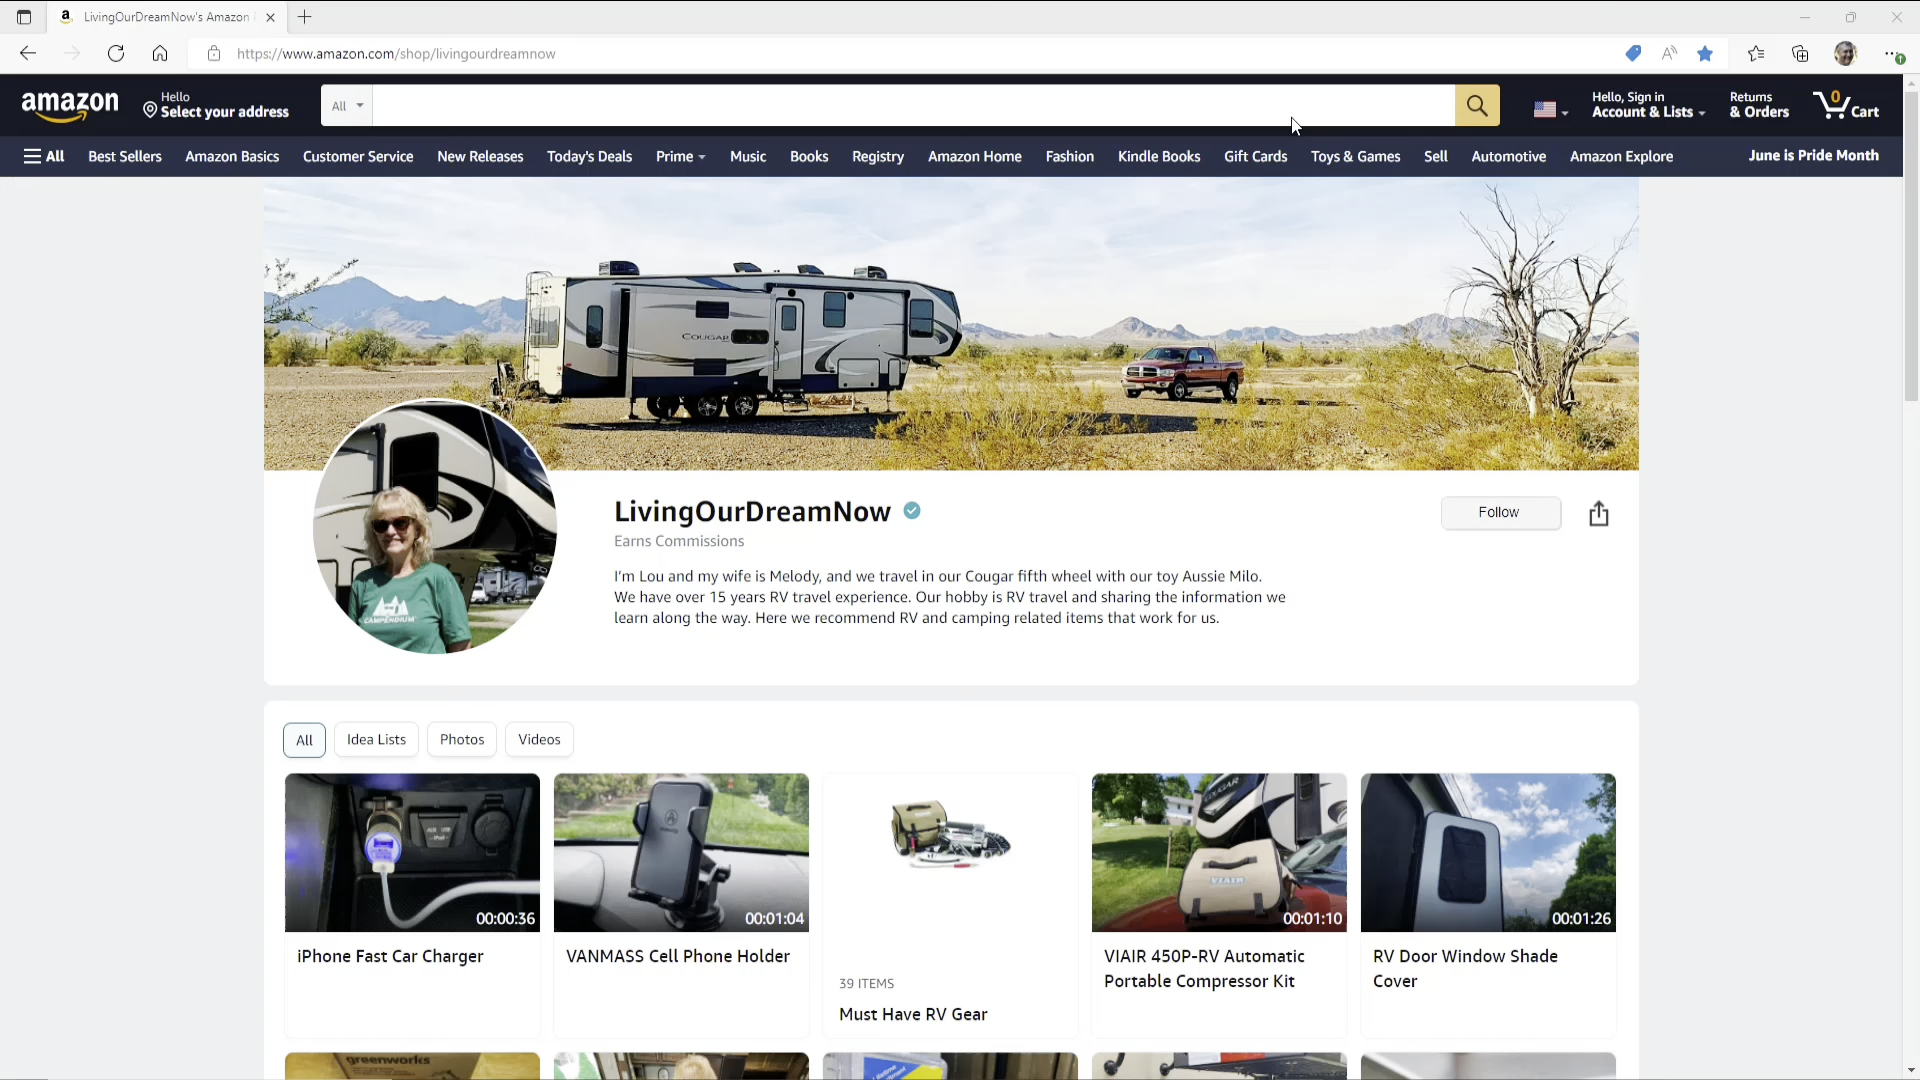 LivingOurDreamNow's Amazon
https://www.amazon.com/shop/livingourdreamnow
amazon
Hello
Select your address
All
Hello, Sign in
Account & Lists
Returns
& Orders
0
Cart
All
Best Sellers
Amazon Basics
Customer Service
New Releases
Today's Deals
Prime
Music
Books
Registry
Amazon Home
Fashion
Kindle Books
Gift Cards
Toys & Games
Sell
Automotive
Amazon Explore
June is Pride Month
COUGAR
CAMPENDIUM
LivingOurDreamNow
Earns Commissions
Follow
I'm Lou and my wife is Melody, and we travel in our Cougar fifth wheel with our toy Aussie Milo.
We have over 15 years RV travel experience. Our hobby is RV travel and sharing the information we
learn along the way. Here we recommend RV and camping related items that work for us.
All
Idea Lists
Photos
Videos
00:00:36
00:01:04
COUGAR
VIAIR
00:01:10
00:01:26
iPhone Fast Car Charger
VANMASS Cell Phone Holder
39 ITEMS
Must Have RV Gear
VIAIR 450P-RV Automatic
Portable Compressor Kit
RV Door Window Shade
Cover
greenworks